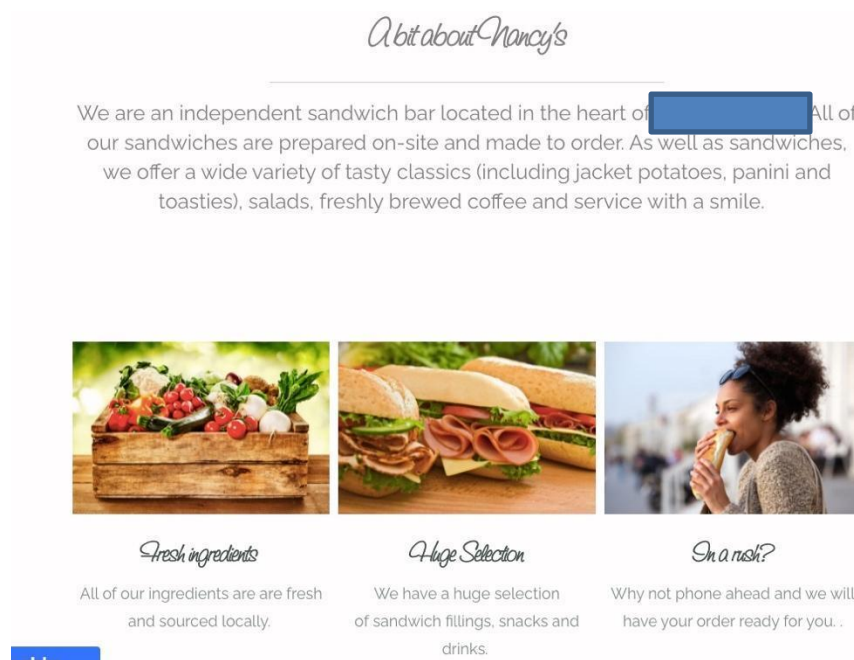 A bit about Nancy's
We are an independent sandwich bar located in the heart of All of
our sandwiches are prepared on-site and made to order. As well as sandwiches,
we offer a wide variety of tasty classics (including jacket potatoes, panini and
toasties), salads, freshly brewed coffee and service with a smile.
Fresh ingredients
All of our ingredients are are fresh
and sourced locally.
Huge Selection
We have a huge selection
of sandwich fillings, snacks and
drinks.
In a rush?
Why not phone ahead and we will
have your order ready for you. .